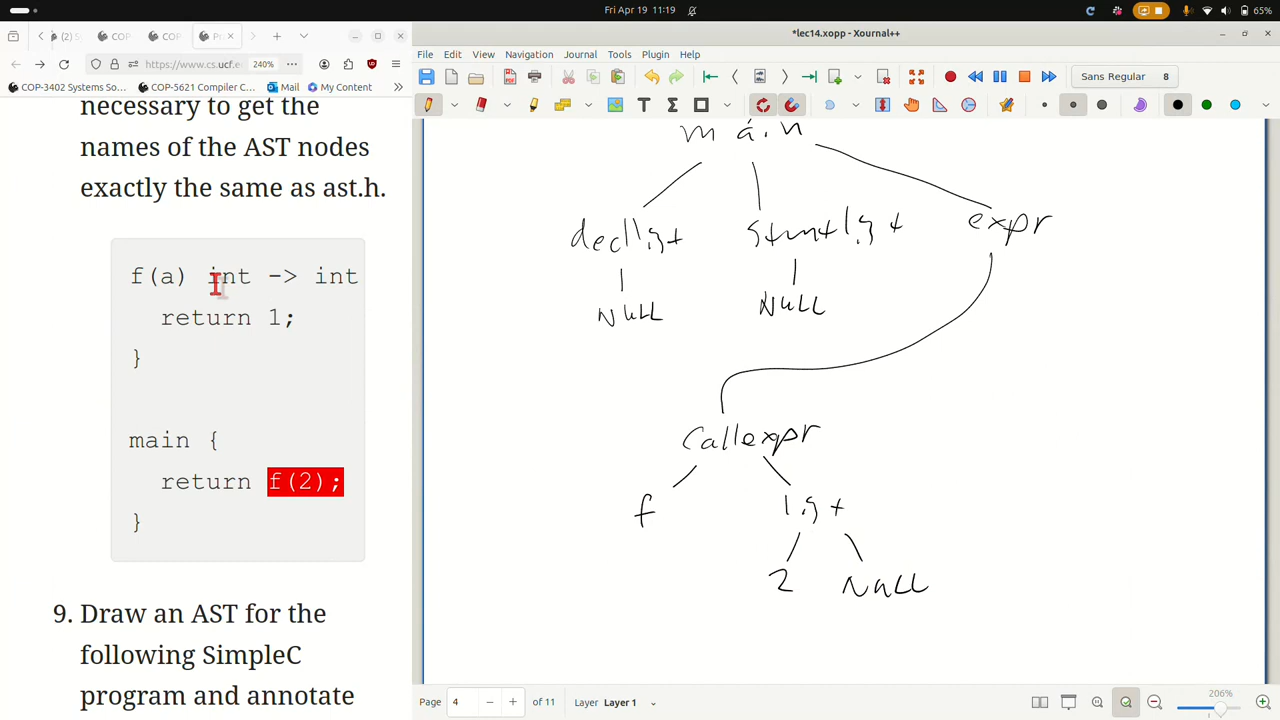 Fri Apr 19 11:19
65%
*lec14.xopp - Xournal++
https://www.cs.ucf.e
240%
COP-3402 Systems So...
COP-5621 Compiler C...
Mail
My Content
File Edit View Navigation Journal Tools Plugin Help
Sans Regular 8
necessary to get the
names of the AST nodes
exactly the same as ast.h.
f(a) int -> int
return 1;
}
main {
return f(2);
}
9. Draw an AST for the
following SimpleC
program and annotate
main
decllist stmtlist expr
NULL NULL
Callexpr
f list
2 NULL
Page 4 of 11 Layer Layer 1
206%